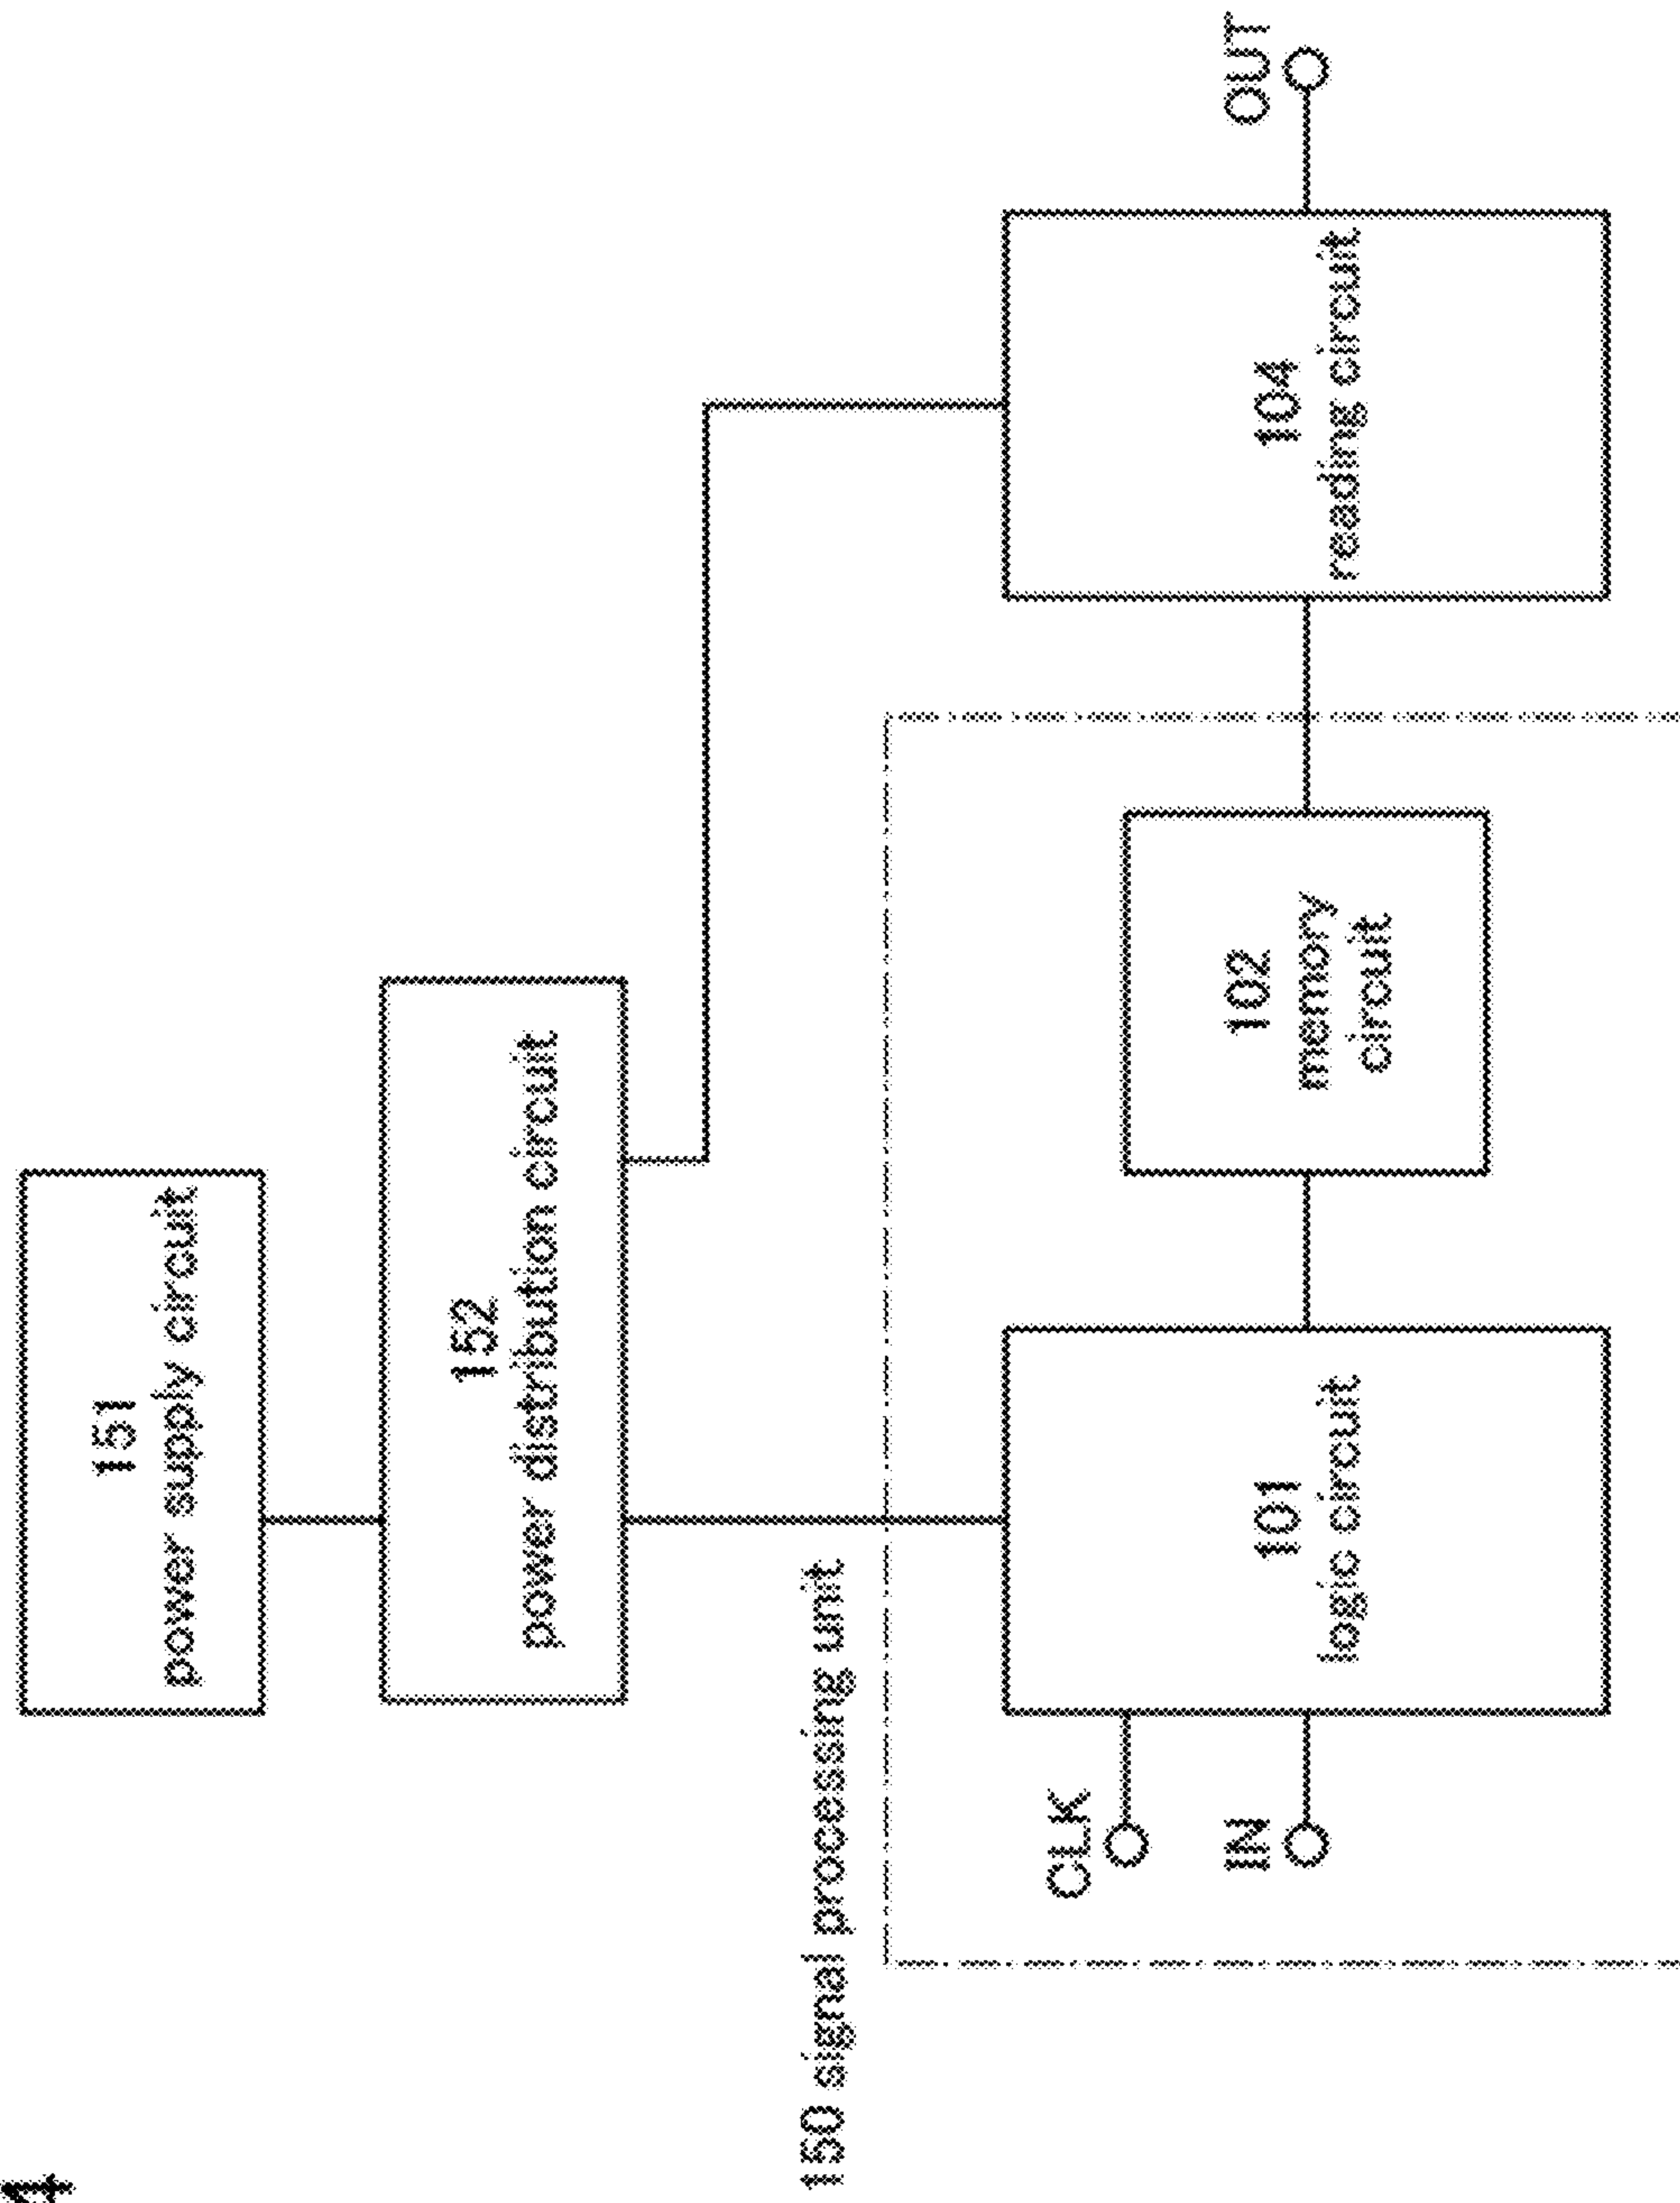 151
power supply circuit
152
power distribution circuit
150 signal processing unit
CLK
IN
101
logic circuit
102
memory
circuit
104
reading circuit
OUT